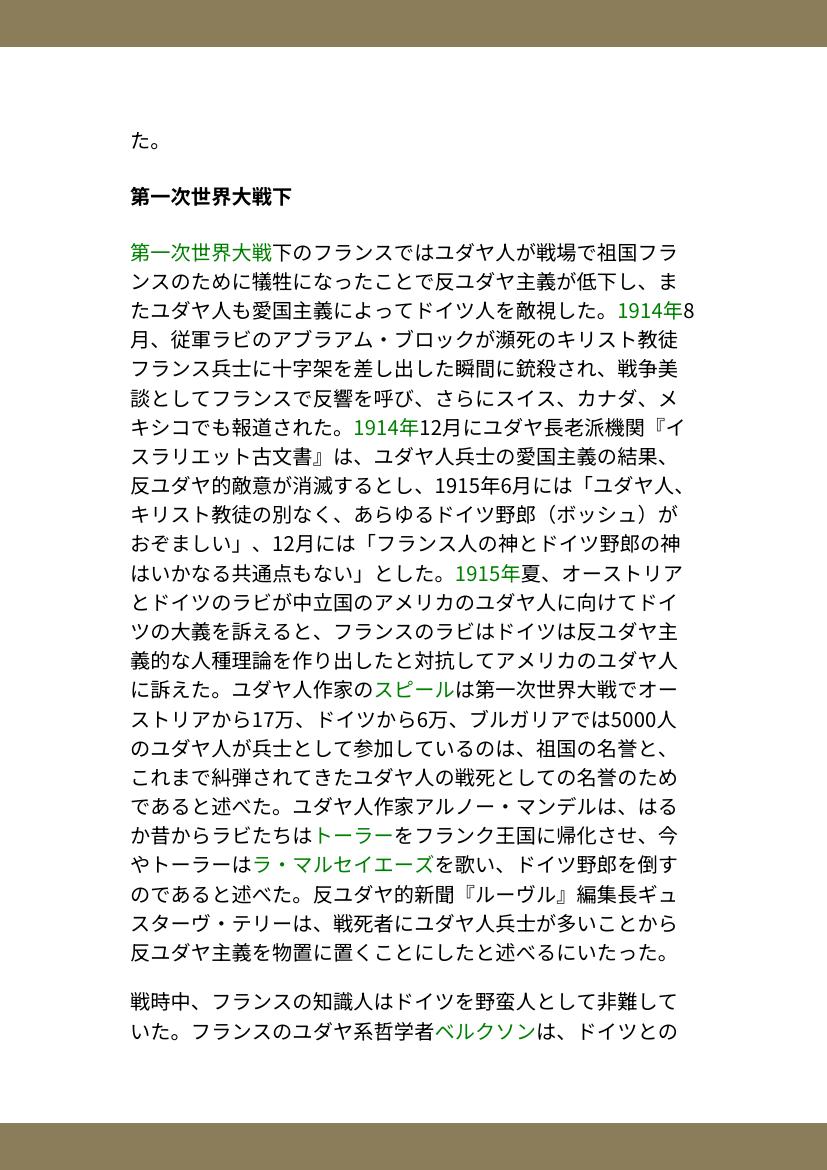 た。
第一次世界大戦下
第一次世界大戦下のフランスではユダヤ人が戦場で祖国フラ
ンスのために犠牲になったことで反ユダヤ主義が低下し、ま
たユダヤ人も愛国主義によってドイツ人を敵視した。1914年8
月、従軍ラビのアブラアム・ブロックが瀕死のキリスト教徒
フランス兵士に十字架を差し出した瞬間に銃殺され、戦争美
談としてフランスで反響を呼び、さらにスイス、カナダ、メ
キシコでも報道された。1914年12月にユダヤ長老派機関『イ
スラリエット古文書』は、ユダヤ人兵士の愛国主義の結果、
反ユダヤ的敵意が消滅するとし、1915年6月には「ユダヤ人、
キリスト教徒の別なく、あらゆるドイツ野郎（ボッシュ）が
おぞましい」、12月には「フランス人の神とドイツ野郎の神
はいかなる共通点もない」とした。1915年夏、オーストリア
とドイツのラビが中立国のアメリカのユダヤ人に向けてドイ
ツの大義を訴えると、フランスのラビはドイツは反ユダヤ主
義的な人種理論を作り出したと対抗してアメリカのユダヤ人
に訴えた。ユダヤ人作家のスピールは第一次世界大戦でオー
ストリアから17万、ドイツから6万、ブルガリアでは5000人
のユダヤ人が兵士として参加しているのは、祖国の名誉と、
これまで糾弾されてきたユダヤ人の戦死としての名誉のため
であると述べた。ユダヤ人作家アルノー・マンデルは、はる
か昔からラビたちはトーラーをフランク王国に帰化させ、今
やトーラーはラ・マルセイエーズを歌い、ドイツ野郎を倒す
のであると述べた。反ユダヤ的新聞『ルーヴル』編集長ギュ
スターヴ・テリーは、戦死者にユダヤ人兵士が多いことから
反ユダヤ主義を物置に置くことにしたと述べるにいたった。
戦時中、フランスの知識人はドイツを野蛮人として非難して
いた。フランスのユダヤ系哲学者ベルクソンは、ドイツとの